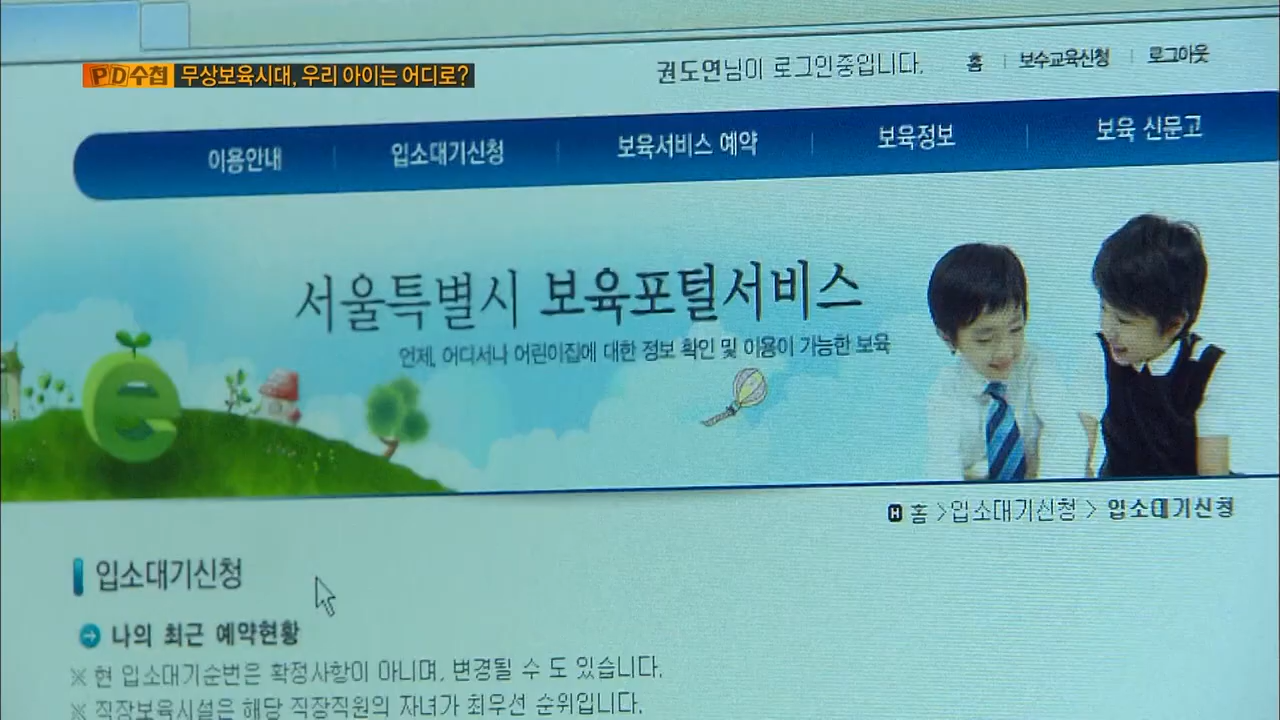 PD수첩 무상보육시대, 우리 아이는 어디로?
권도연님이 로그인중입니다. 홈 보수교육신청 로그아웃
이용안내 입소대기신청 보육서비스 예약 보육정보 보육 신문고
서울특별시 보육포털서비스
언제, 어디서나 어린이집에 대한 정보 확인 및 이용이 가능한 보육
e
H 홈 >입소대기신청 > 입소대기신청
입소대기신청
나의 최근 예약현황
※ 현 입소대기순번은 확정사항이 아니며, 변경될 수 도 있습니다.
※ 직장보육시설은 해당 직장직원의 자녀가 최우선 순위입니다.